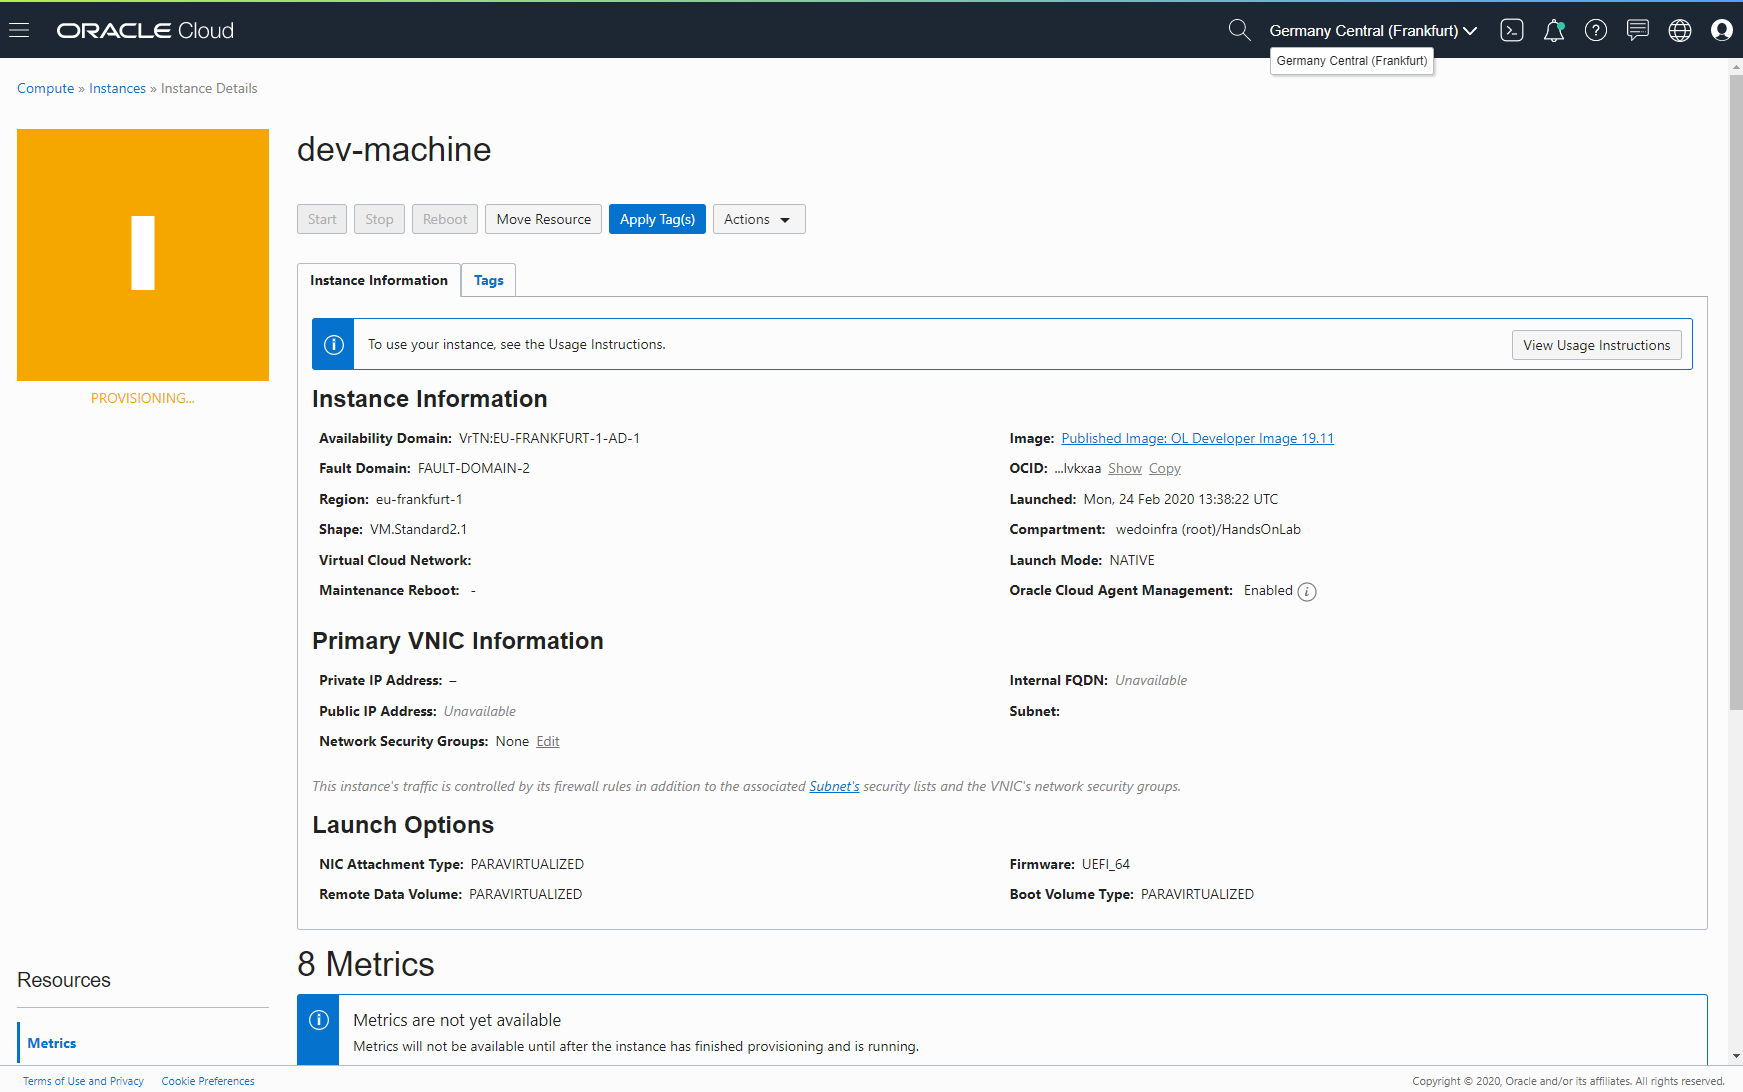 ORACLE Cloud
Germany Central (Frankfurt)
Germany Central (Frankfurt)
Compute » Instances » Instance Details
I
PROVISIONING...
dev-machine
Start Stop Reboot Move Resource Apply Tag(s) Actions
Instance Information Tags
To use your instance, see the Usage Instructions. View Usage Instructions
Instance Information
Availability Domain: VrTN:EU-FRANKFURT-1-AD-1
Fault Domain: FAULT-DOMAIN-2
Region: eu-frankfurt-1
Shape: VM.Standard2.1
Virtual Cloud Network:
Maintenance Reboot: -
Image: Published Image: OL Developer Image 19.11
OCID: ...lvkxaa Show Copy
Launched: Mon, 24 Feb 2020 13:38:22 UTC
Compartment: wedoinfra (root)/HandsOnLab
Launch Mode: NATIVE
Oracle Cloud Agent Management: Enabled
Primary VNIC Information
Private IP Address: –
Public IP Address: Unavailable
Network Security Groups: None Edit
Internal FQDN: Unavailable
Subnet:
This instance's traffic is controlled by its firewall rules in addition to the associated Subnet's security lists and the VNIC's network security groups.
Launch Options
NIC Attachment Type: PARAVIRTUALIZED
Remote Data Volume: PARAVIRTUALIZED
Firmware: UEFI_64
Boot Volume Type: PARAVIRTUALIZED
Resources
Metrics
8 Metrics
Metrics are not yet available
Metrics will not be available until after the instance has finished provisioning and is running.
Terms of Use and Privacy Cookie Preferences
Copyright © 2020, Oracle and/or its affiliates. All rights reserved.